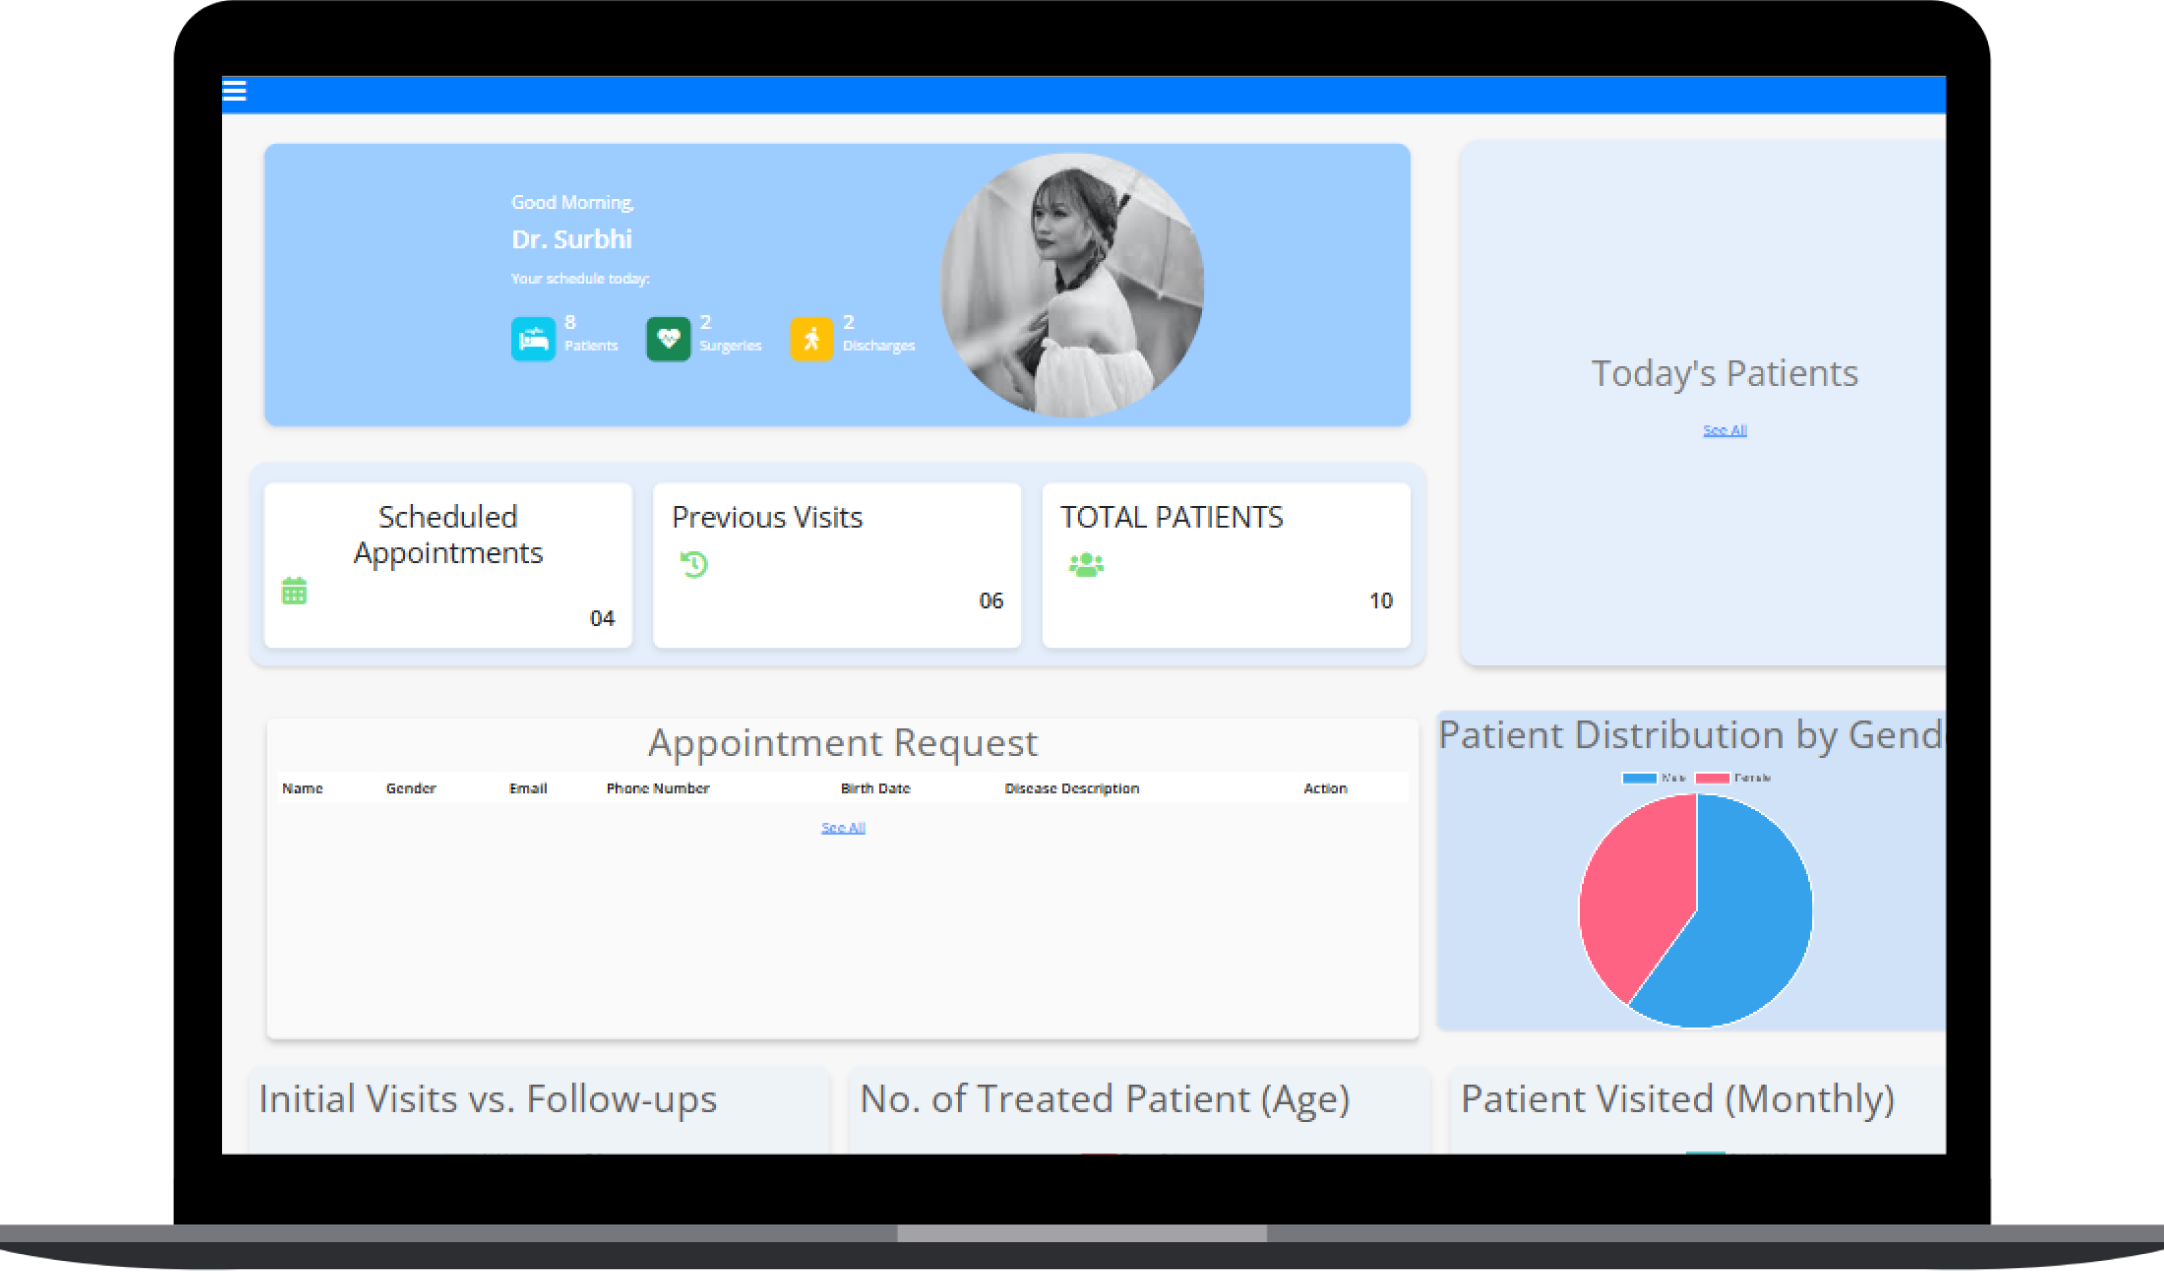 Good Morning,
Dr. Surbhi
Your schedule today:
8
Patients
2
Surgeries
2
Discharges
Today's Patients
See All
Scheduled
Appointments
04
Previous Visits
06
TOTAL PATIENTS
10
Appointment Request
Name Gender Email Phone Number Birth Date Disease Description Action
See All
Patient Distribution by Gend
Male Female
Initial Visits vs. Follow-ups
No. of Treated Patient (Age)
Patient Visited (Monthly)